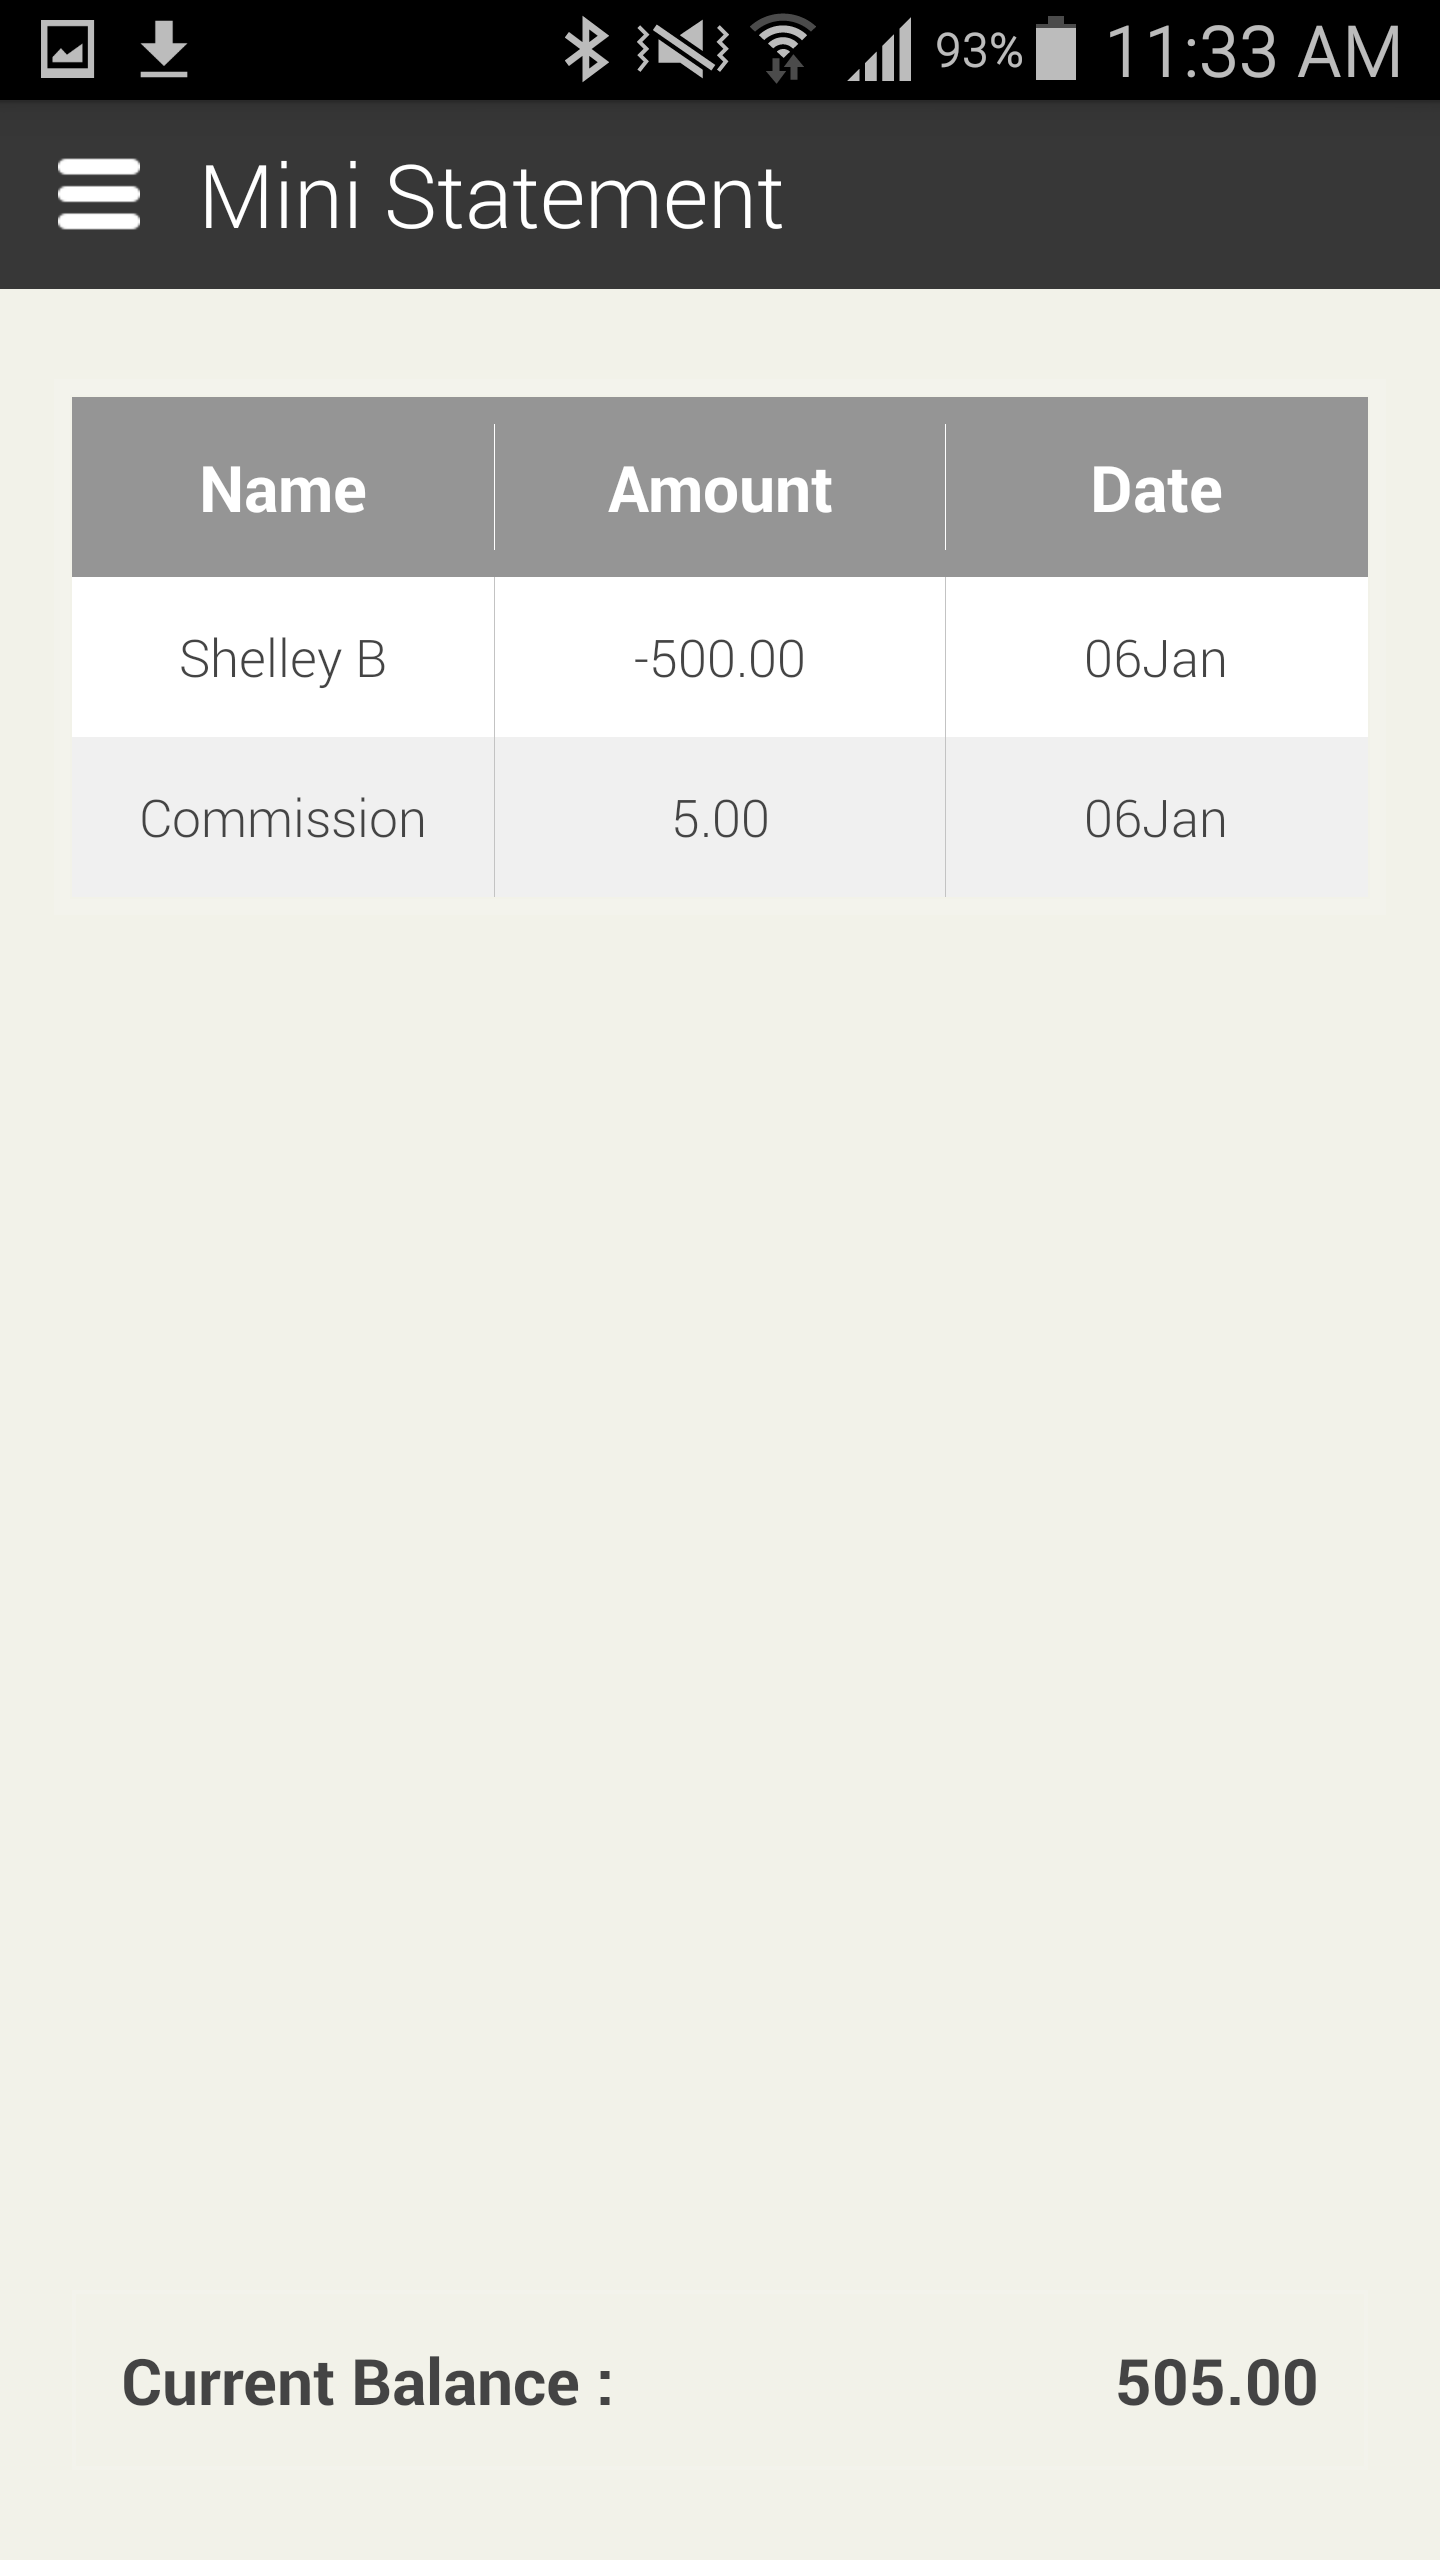 93% 11:33 AM
Mini Statement
Name Amount Date
Shelley B -500.00 06Jan
Commission 5.00 06Jan
Current Balance : 505.00